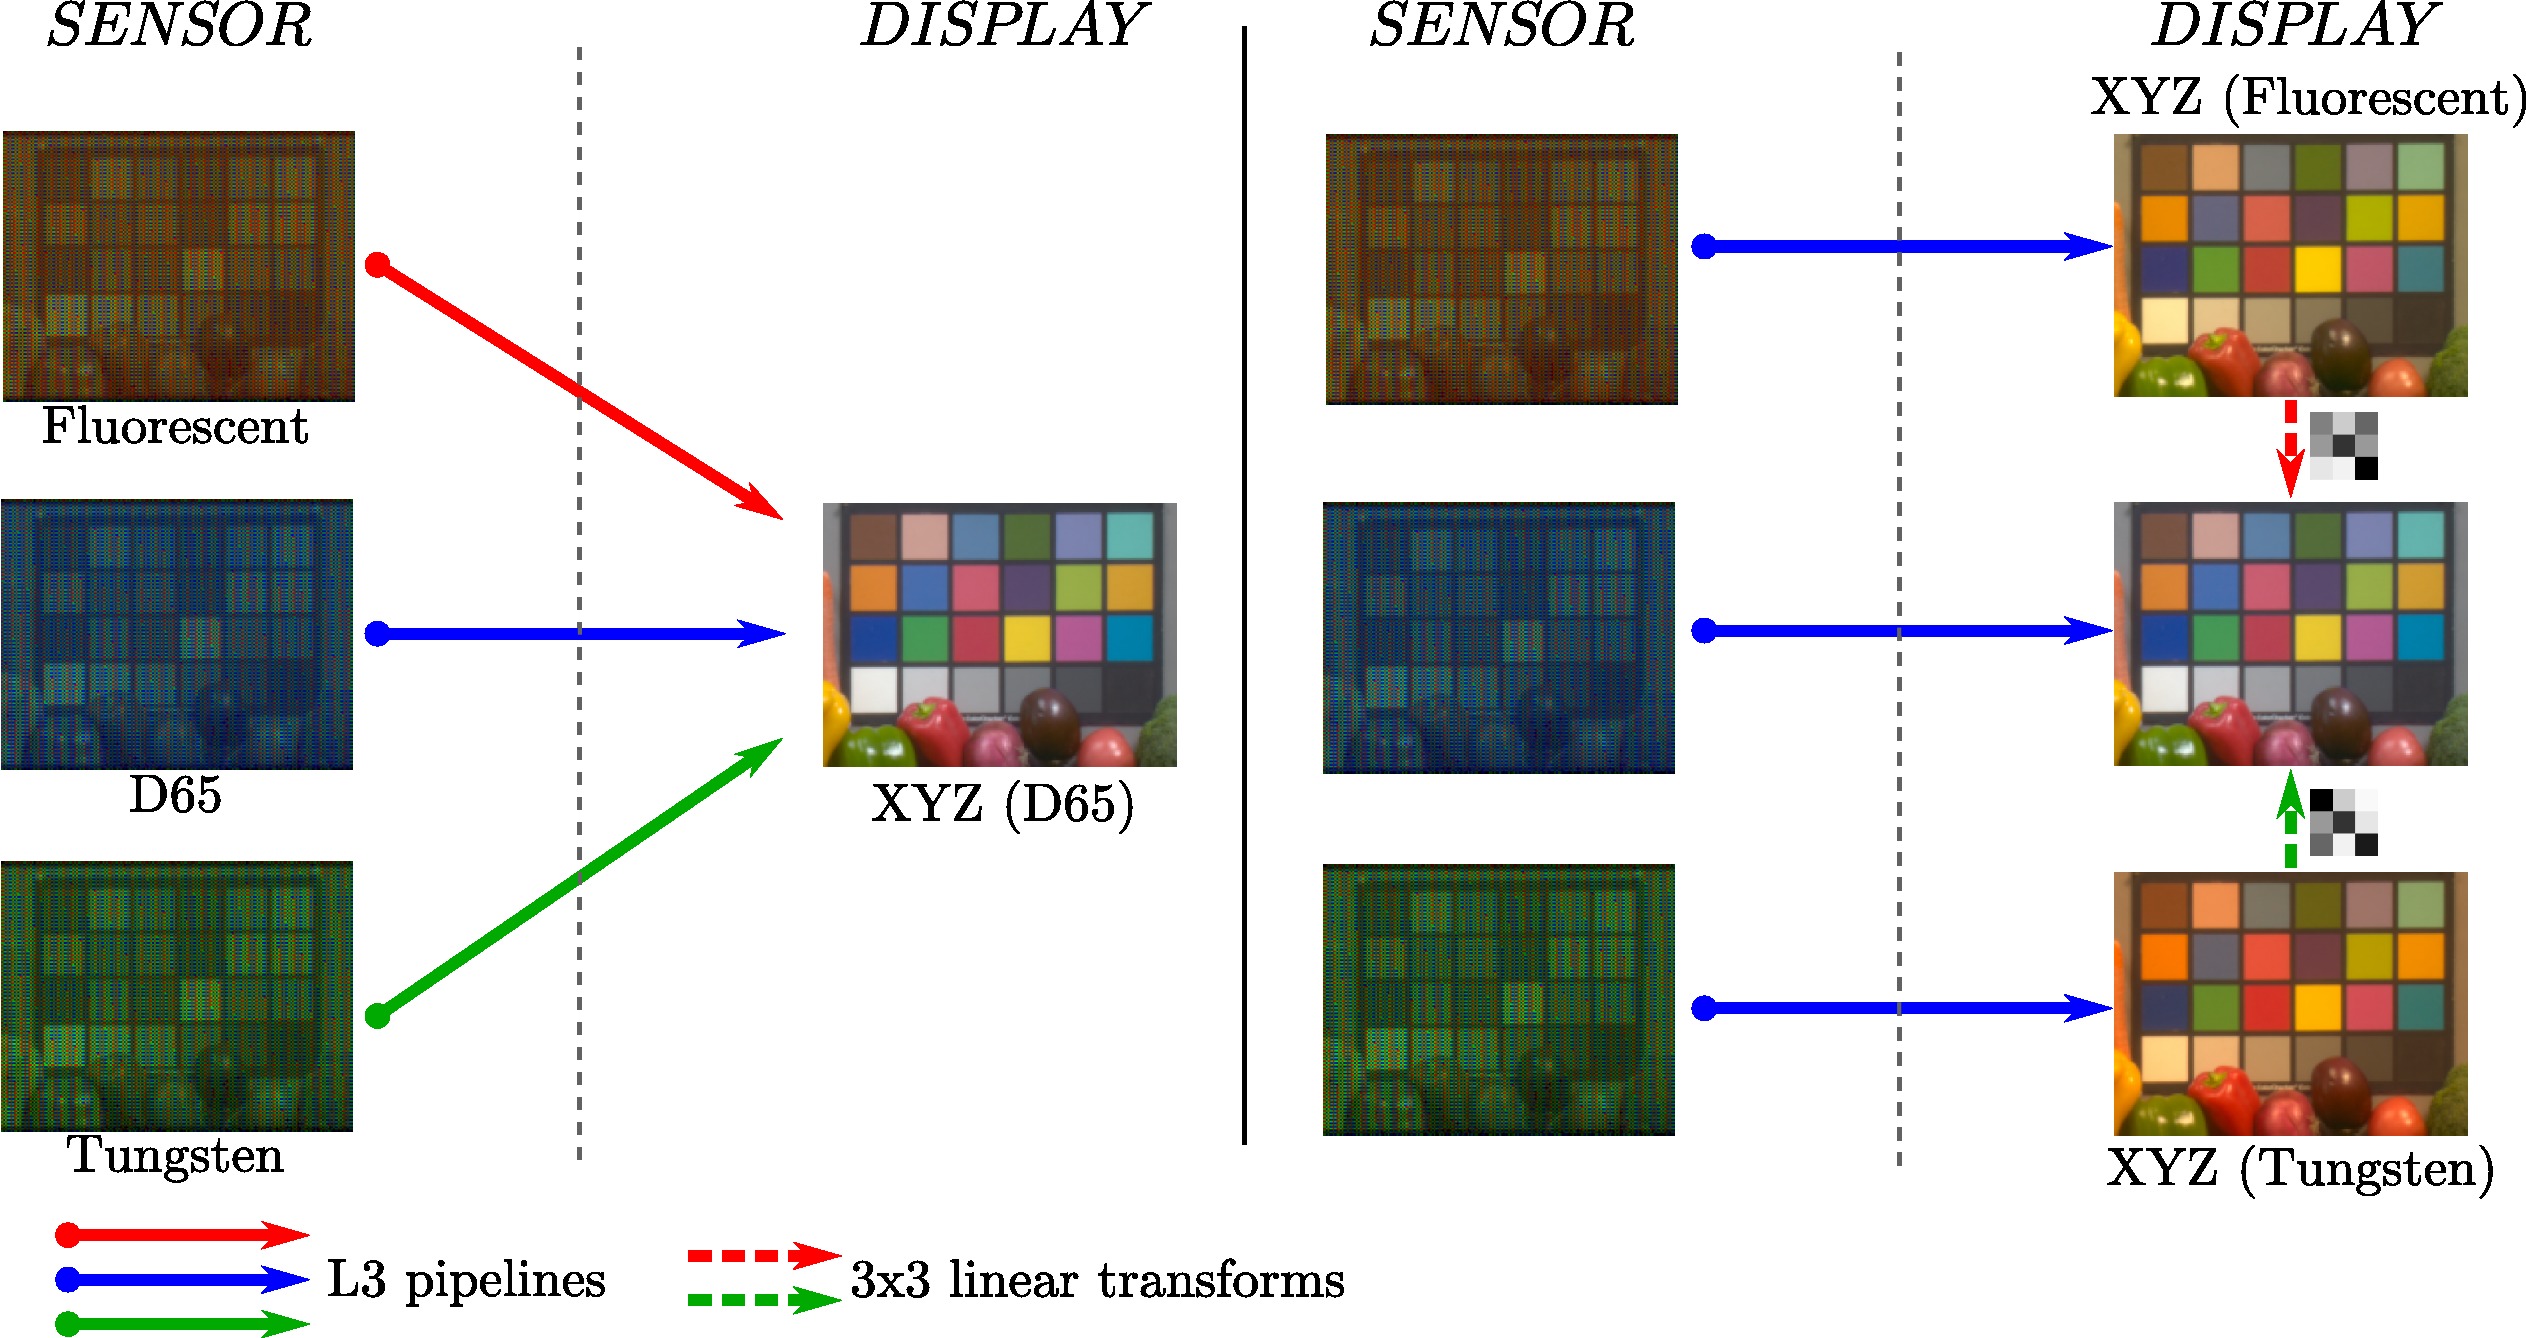 SENSOR
DISPLAY
Fluorescent
D65
Tungsten
XYZ (D65)
SENSOR
DISPLAY
XYZ (Fluorescent)
XYZ (Tungsten)
L3 pipelines
3x3 linear transforms